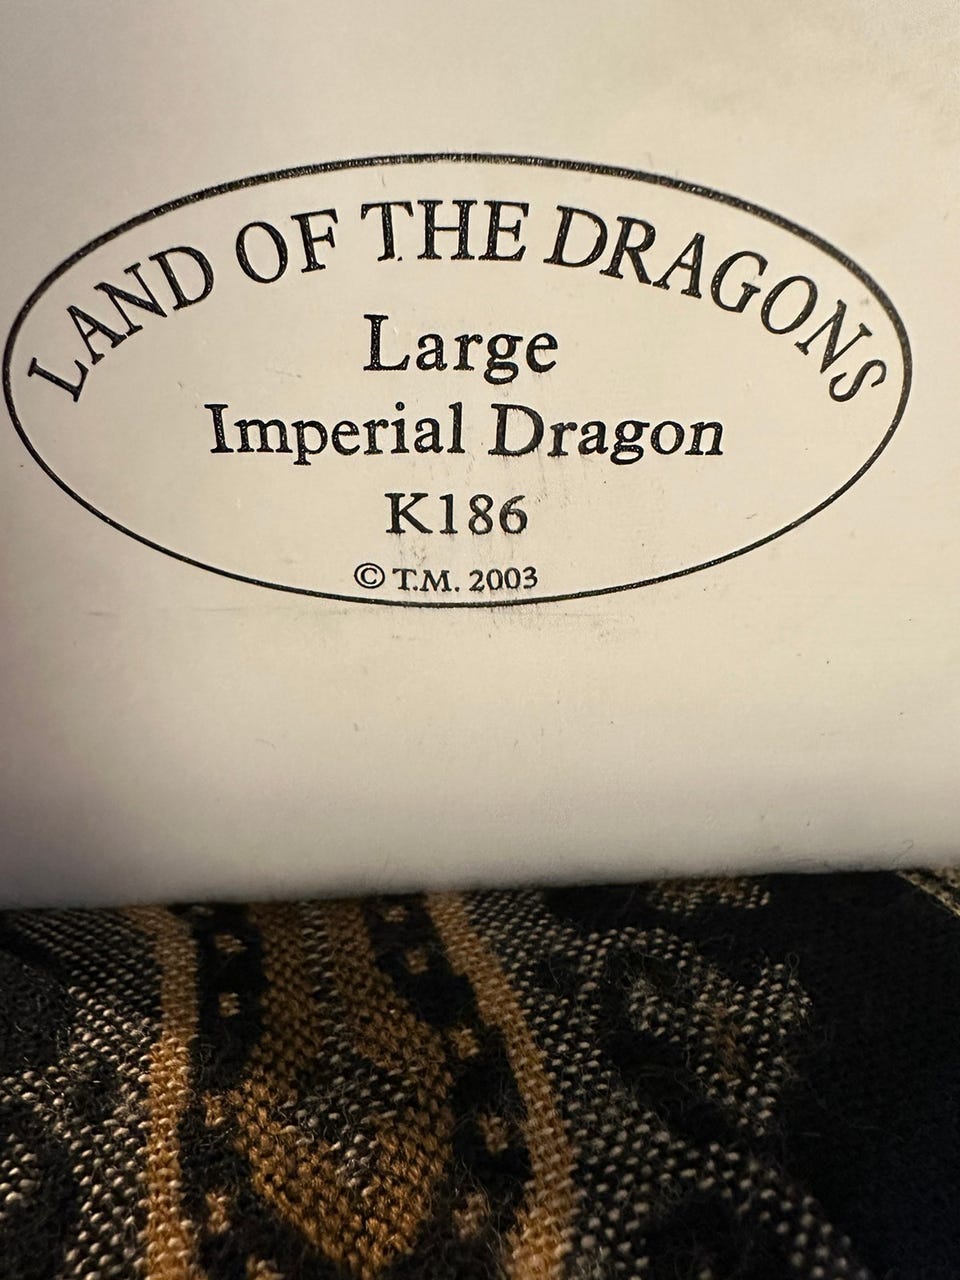 LAND OF THE DRAGONS
Large
Imperial Dragon
K186
© T.M. 2003